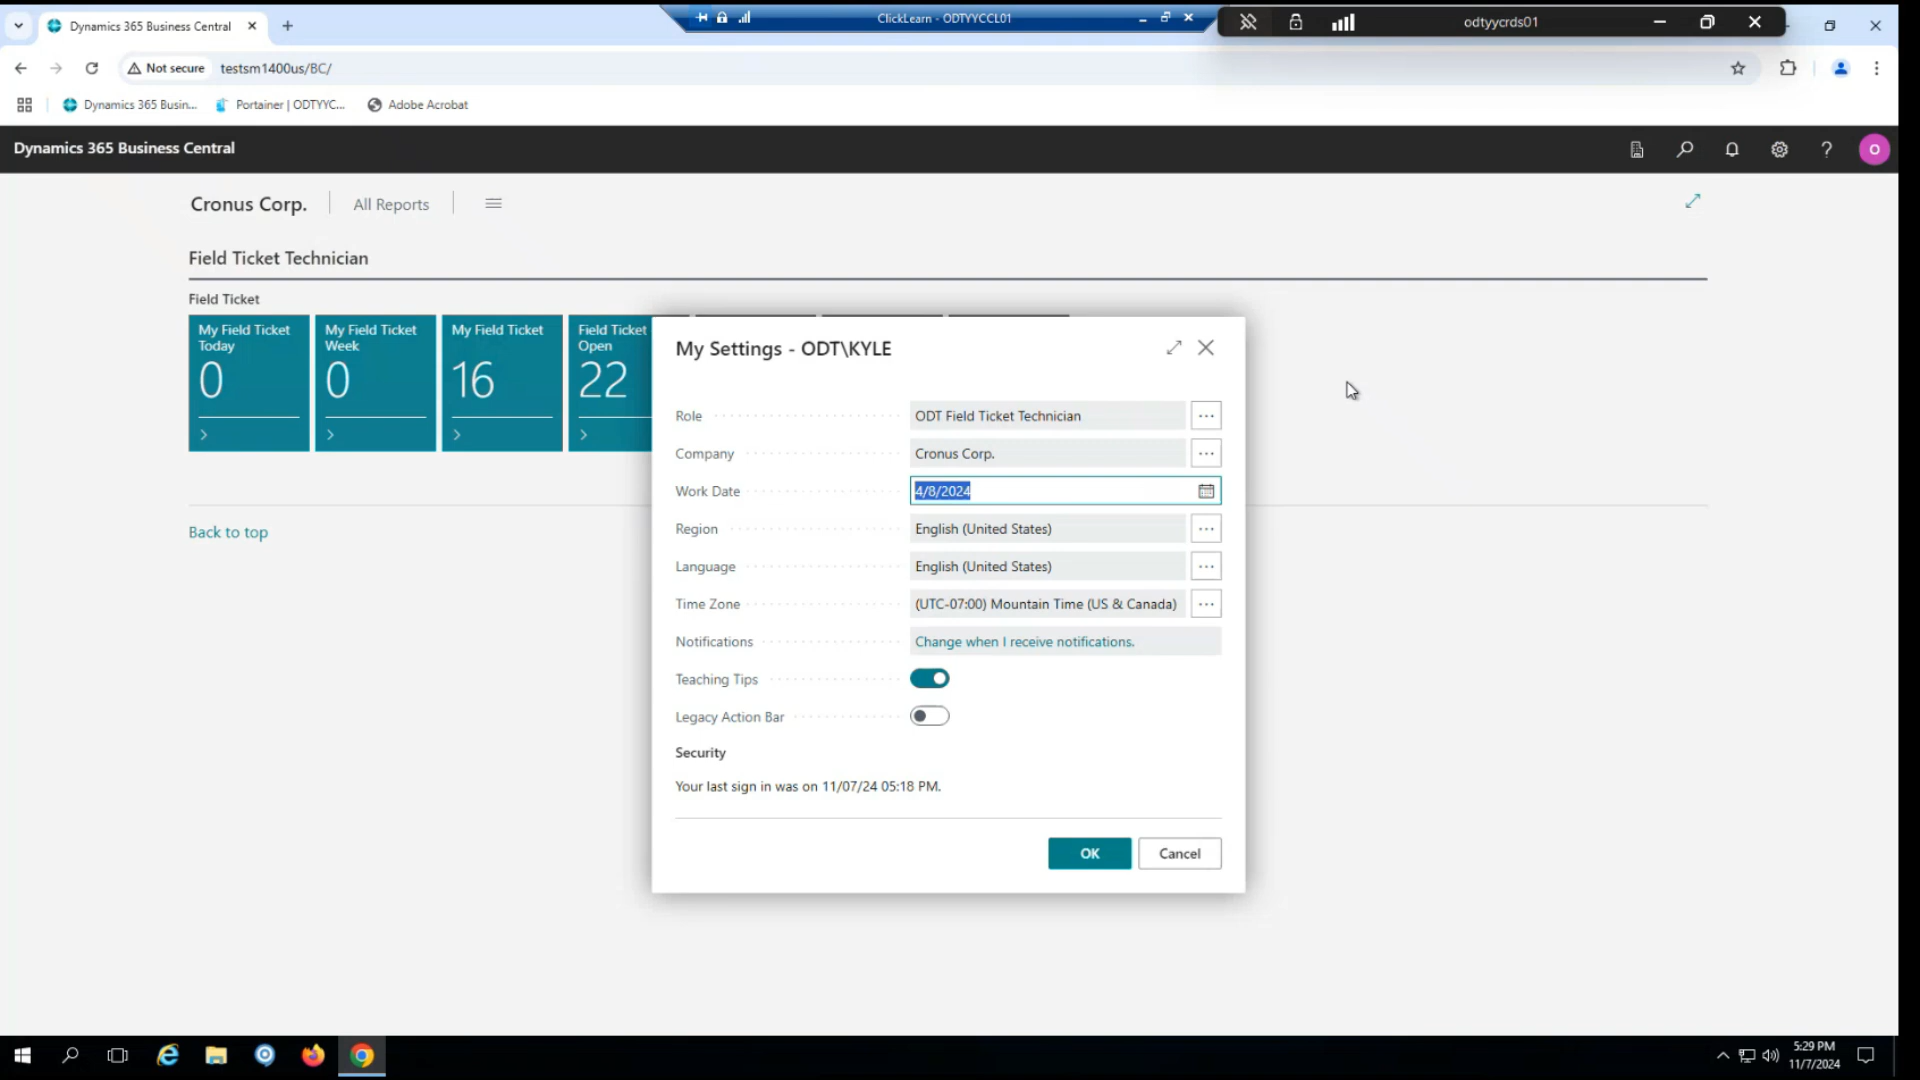 Dynamics 365 Business Central
ClickLearn - ODTYYCCL01
odtyycrds01
Not secure
testsm1400us/BC/
Dynamics 365 Busin...
Portainer | ODTYYC...
Adobe Acrobat
Dynamics 365 Business Central
O
Cronus Corp.
All Reports
Field Ticket Technician
Field Ticket
My Field Ticket Today
0
My Field Ticket Week
0
My Field Ticket
16
Field Ticket Open
22
Back to top
My Settings - ODT\KYLE
Role
ODT Field Ticket Technician
Company
Cronus Corp.
Work Date
4/8/2024
Region
English (United States)
Language
English (United States)
Time Zone
(UTC-07:00) Mountain Time (US & Canada)
Notifications
Change when I receive notifications.
Teaching Tips
Legacy Action Bar
Security
Your last sign in was on 11/07/24 05:18 PM.
OK
Cancel
5:29 PM
11/7/2024